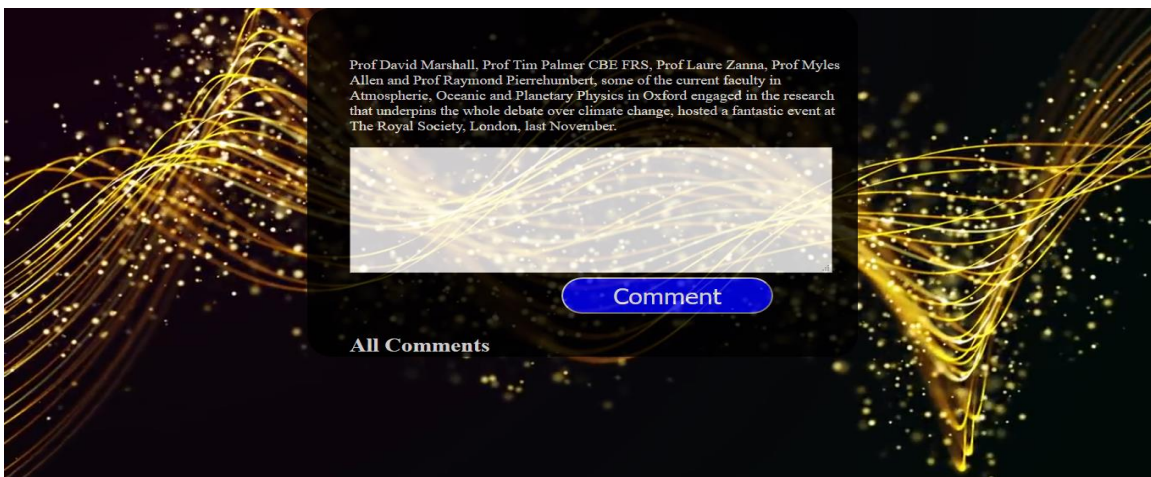 Prof David Marshall, Prof Tim Palmer CBE FRS, Prof Laure Zanna, Prof Myles
Allen and Prof Raymond Pierrehumbert, some of the current faculty in
Atmospheric, Oceanic and Planetary Physics in Oxford engaged in the research
that underpins the whole debate over climate change, hosted a fantastic event at
The Royal Society, London, last November.
Comment
All Comments